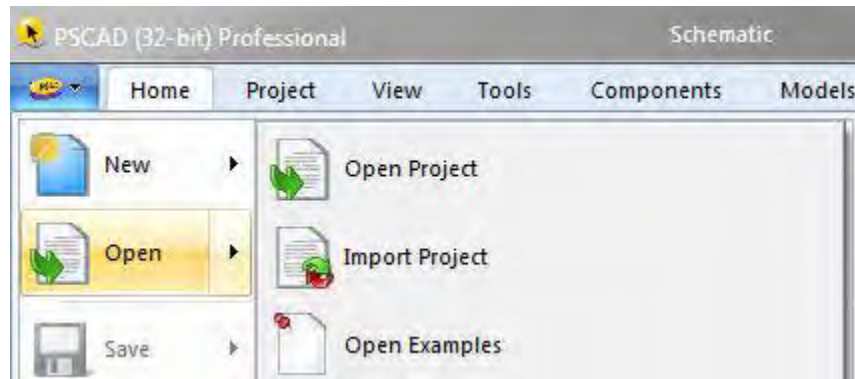 PSCAD (32-bit) Professional Schematic
Home Project View Tools Components Models
New Open Project
Open Import Project
Save Open Examples